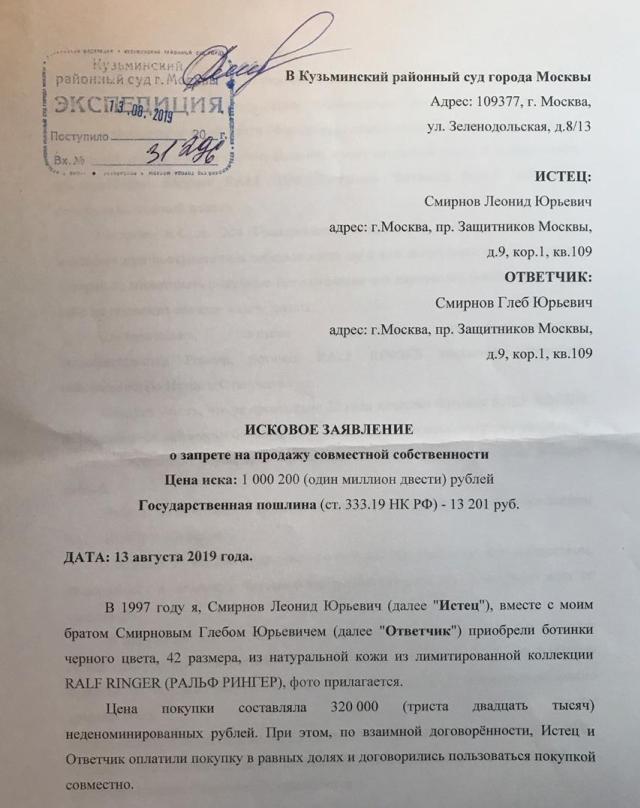 Кузьминский
районный суд г. Москвы
ЭКСПЕДИЦИЯ
13.08.2019
Поступило 20 г.
Вх.№ 31296
В Кузьминский районный суд города Москвы
Адрес: 109377, г. Москва,
ул. Зеленодольская, д.8/13
ИСТЕЦ:
Смирнов Леонид Юрьевич
адрес: г.Москва, пр. Защитников Москвы,
д.9, кор.1, кв.109
ОТВЕТЧИК:
Смирнов Глеб Юрьевич
адрес: г.Москва, пр. Защитников Москвы,
д.9, кор.1, кв.109
ИСКОВОЕ ЗАЯВЛЕНИЕ
о запрете на продажу совместной собственности
Цена иска: 1 000 200 (один миллион двести) рублей
Государственная пошлина (ст. 333.19 НК РФ) - 13 201 руб.
ДАТА: 13 августа 2019 года.
В 1997 году я, Смирнов Леонид Юрьевич (далее "Истец"), вместе с моим
братом Смирновым Глебом Юрьевичем (далее "Ответчик") приобрели ботинки
черного цвета, 42 размера, из натуральной кожи из лимитированной коллекции
RALF RINGER (РАЛЬФ РИНГЕР), фото прилагается.
Цена покупки составляла 320 000 (триста двадцать тысяч)
неденоминированных рублей. При этом, по взаимной договорённости, Истец и
Ответчик оплатили покупку в равных долях и договорились пользоваться покупкой
совместно.